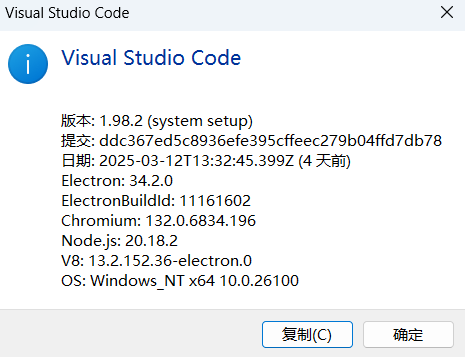 Visual Studio Code
Visual Studio Code
版本: 1.98.2 (system setup)
提交: ddc367ed5c8936efe395cffeec279b04ffd7db78
日期: 2025-03-12T13:32:45.399Z (4 天前)
Electron: 34.2.0
ElectronBuildId: 11161602
Chromium: 132.0.6834.196
Node.js: 20.18.2
V8: 13.2.152.36-electron.0
OS: Windows_NT x64 10.0.26100
复制(C)
确定